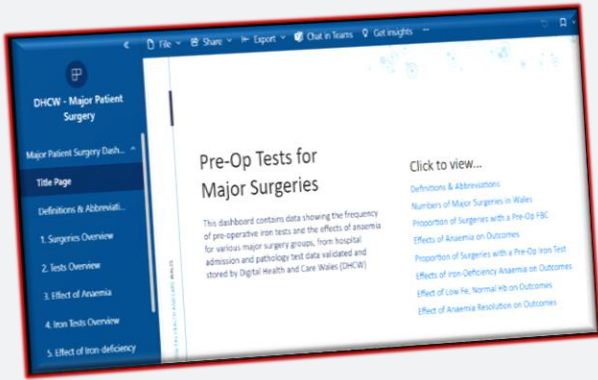 File Share Export Chat in Teams Get insights
DHCW - Major Patient
Surgery
Major Patient Surgery Dash...
Title Page
Definitions & Abbreviati...
1. Surgeries Overview
2. Tests Overview
3. Effect of Anaemia
4. Iron Tests Overview
5. Effect of Iron-deficiency
Pre-Op Tests for
Major Surgeries
This dashboard contains data showing the frequency
of pre-operative iron tests and the effects of anaemia
for various major surgery groups, from hospital
admission and pathology test data validated and
stored by Digital Health and Care Wales (DHCW)
Click to view...
Definitions & Abbreviations
Numbers of Major Surgeries in Wales
Proportion of Surgeries with a Pre-Op FBC
Effects of Anaemia on Outcomes
Proportion of Surgeries with a Pre-Op Iron Test
Effects of Iron-Deficiency Anaemia on Outcomes
Effect of Low Fe, Normal Hb on Outcomes
Effect of Anaemia Resolution on Outcomes